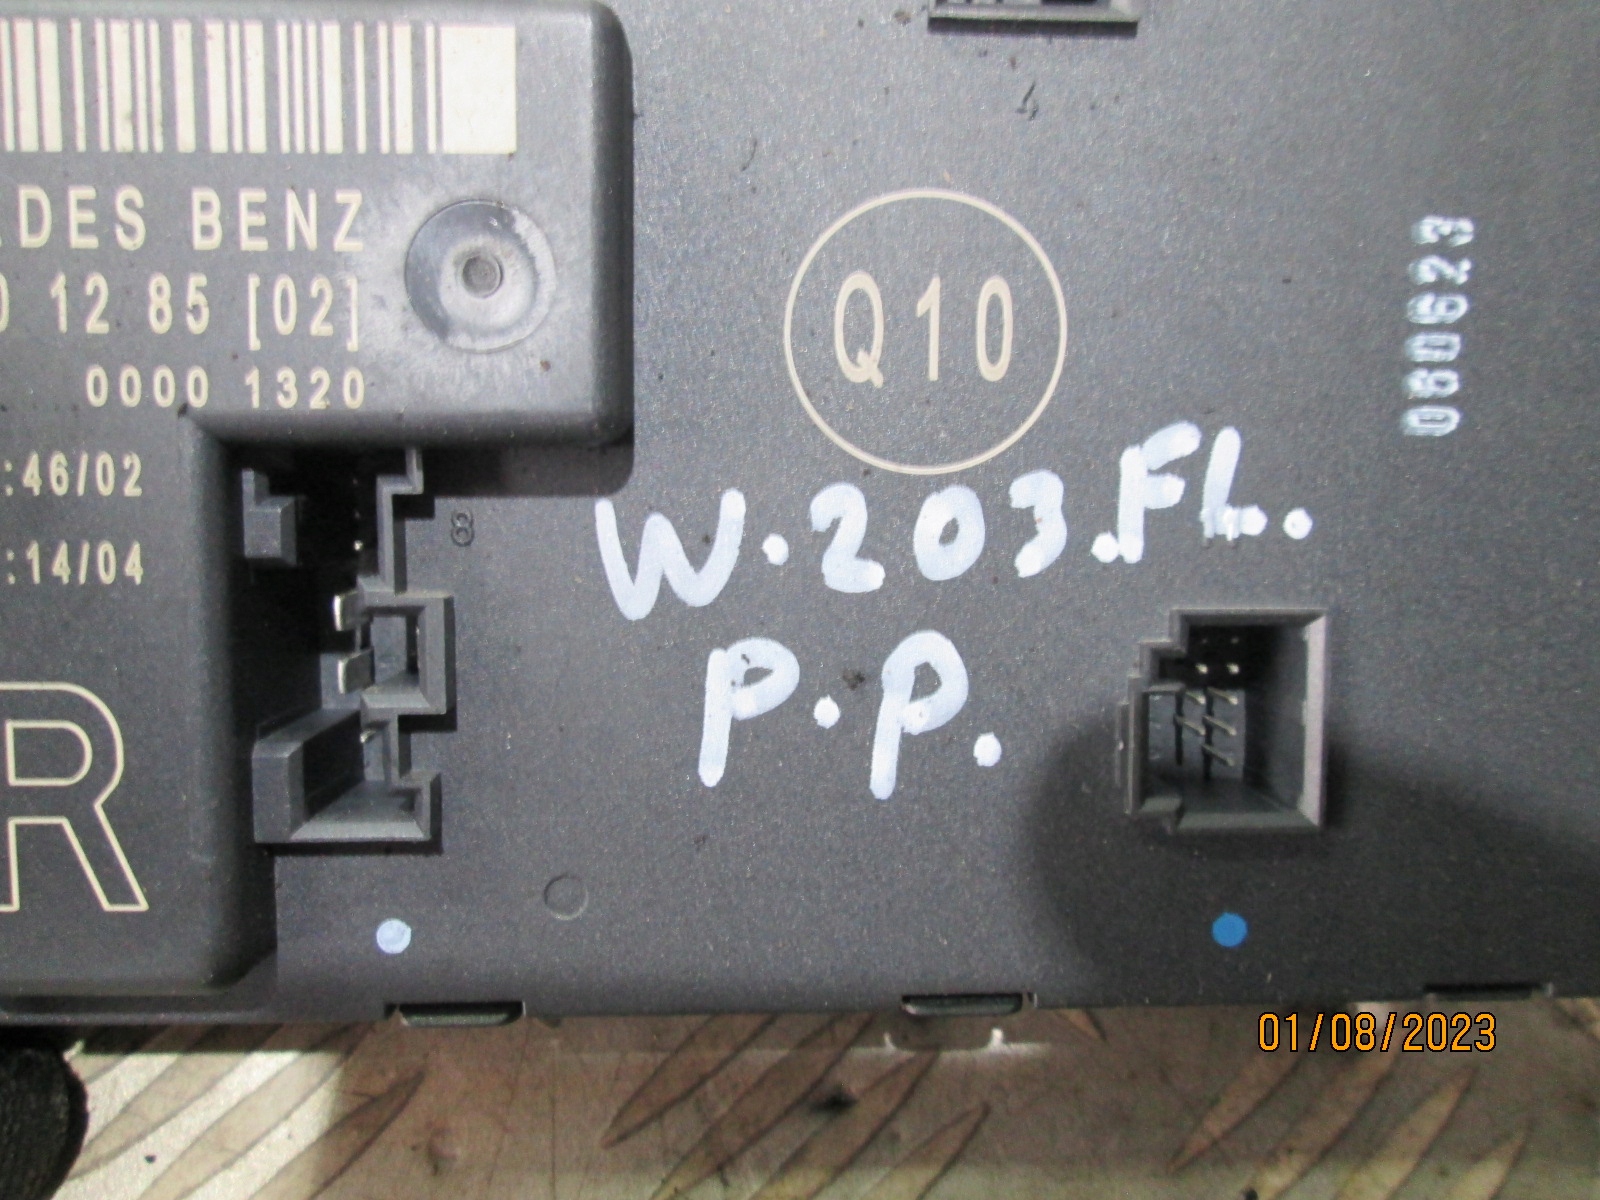 DES BENZ
0 12 85 [02]
0000 1320
:46/02
:14/04
R
8
Q10
060623
W.203.FL.
P.P.
01/08/2023